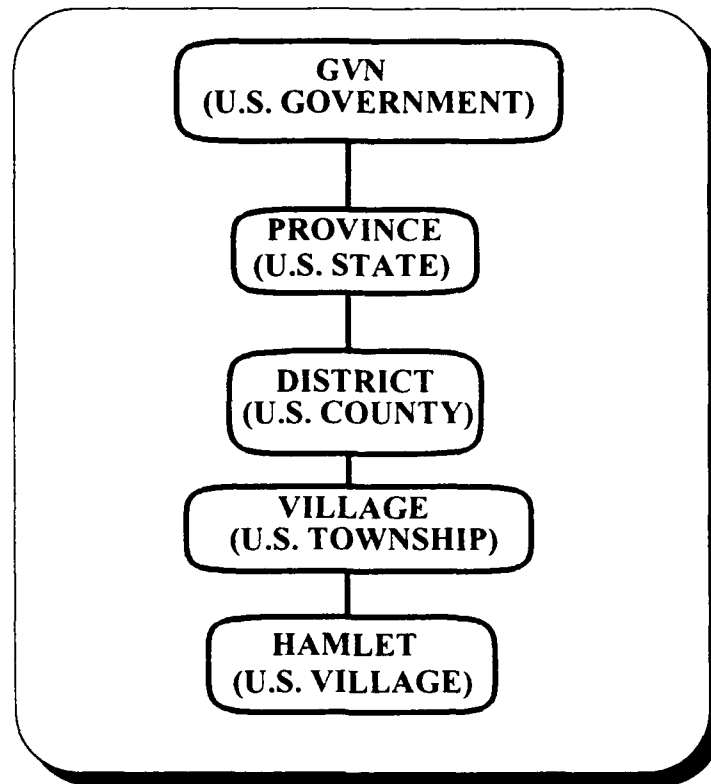 GVN
(U.S. GOVERNMENT)
PROVINCE
(U.S. STATE)
DISTRICT
(U.S. COUNTY)
VILLAGE
(U.S. TOWNSHIP)
HAMLET
(U.S. VILLAGE)